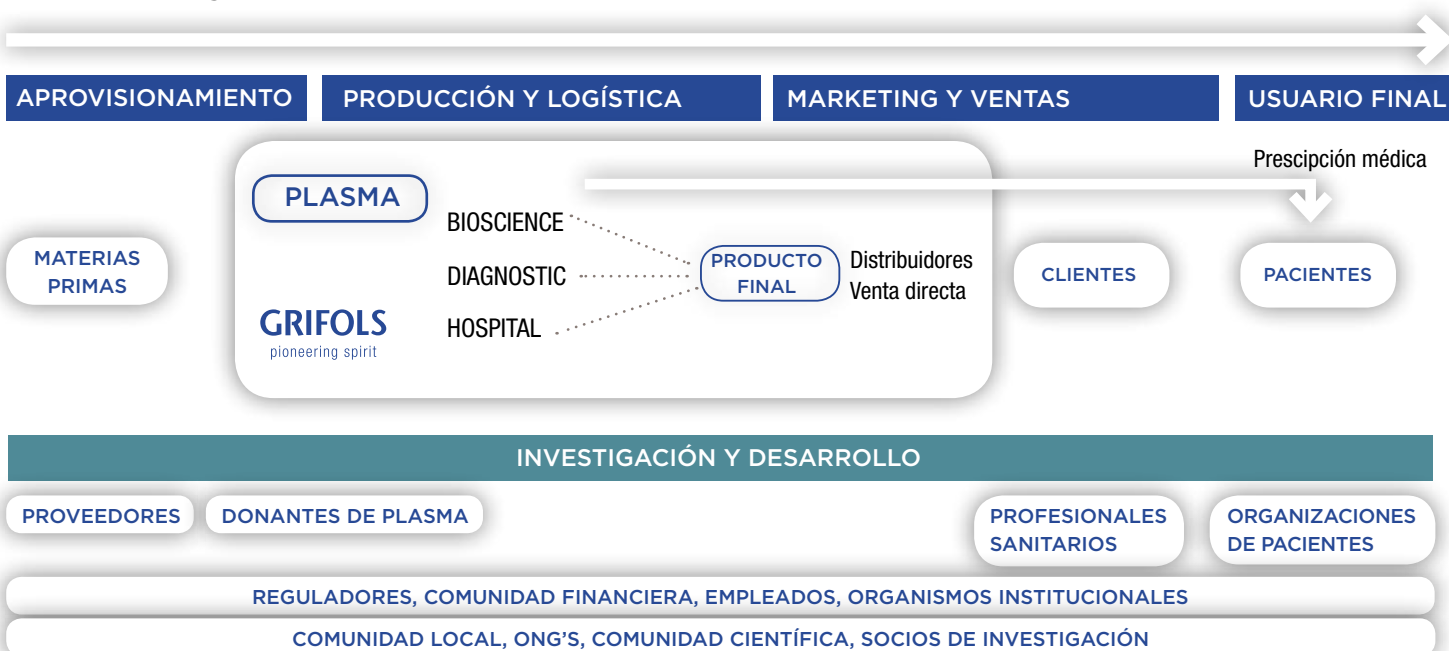 APROVISIONAMIENTO
PRODUCCIÓN Y LOGÍSTICA
MARKETING Y VENTAS
USUARIO FINAL
Prescipción médica
PLASMA
BIOSCIENCE
DIAGNOSTIC
HOSPITAL
MATERIAS
PRIMAS
GRIFOLS
pioneering spirit
PRODUCTO
FINAL
Distribuidores
Venta directa
CLIENTES
PACIENTES
INVESTIGACIÓN Y DESARROLLO
PROVEEDORES
DONANTES DE PLASMA
PROFESIONALES
SANITARIOS
ORGANIZACIONES
DE PACIENTES
REGULADORES, COMUNIDAD FINANCIERA, EMPLEADOS, ORGANISMOS INSTITUCIONALES
COMUNIDAD LOCAL, ONG'S, COMUNIDAD CIENTÍFICA, SOCIOS DE INVESTIGACIÓN